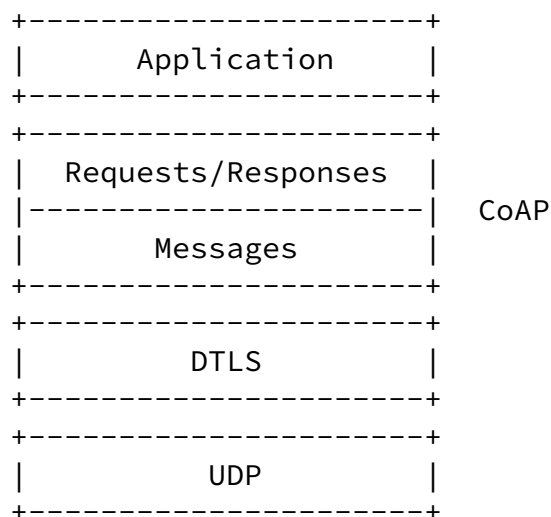 +----------------------+
|      Application     |
+----------------------+
+----------------------+
|  Requests/Responses  |
|----------------------|  CoAP
|       Messages       |
+----------------------+
+----------------------+
|         DTLS         |
+----------------------+
+----------------------+
|          UDP         |
+----------------------+